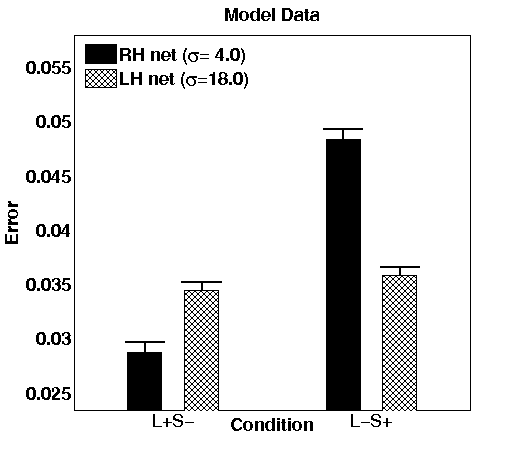 Model Data
RH net (σ= 4.0)
LH net (σ=18.0)
0.055
0.05
0.045
0.04
0.035
0.03
0.025
Error
L+S−
L−S+
Condition